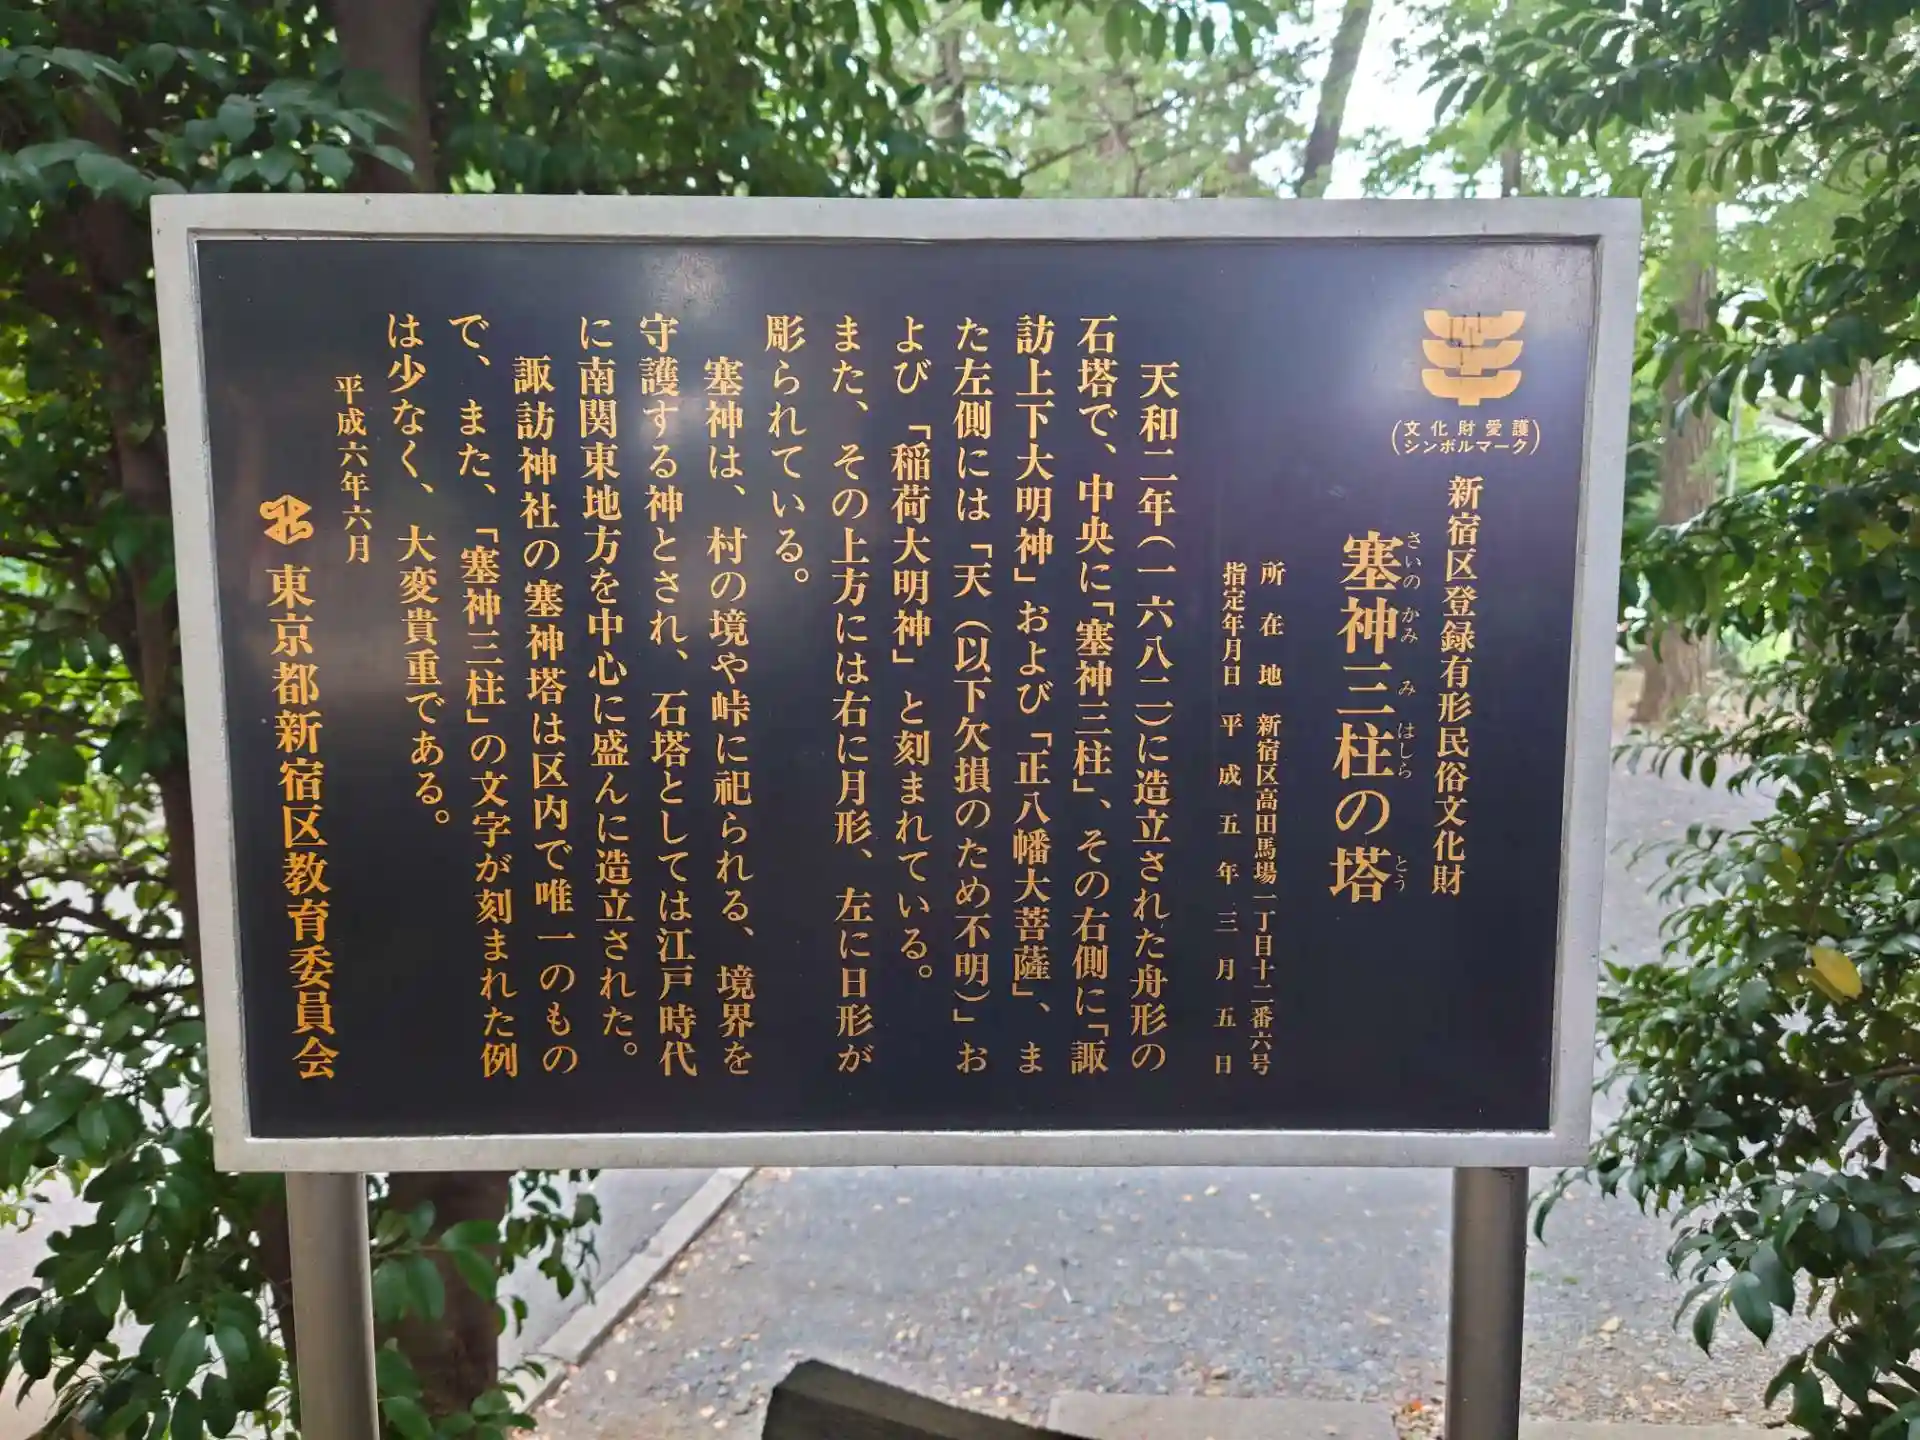 （文化財愛護
シンボルマーク）
新宿区登録有形民俗文化財
さいのかみ みはしら とう
塞神三柱の塔
所在地 新宿区高田馬場一丁目十二番六号
指定年月日 平成五年三月五日
天和二年（一六八二）に造立された舟形の
石塔で、中央に「塞神三柱」、その右側に「諏
訪上下大明神」および「正八幡大菩薩」、ま
た左側には「天（以下欠損のため不明）」お
よび「稲荷大明神」と刻まれている。
また、その上方には右に月形、左に日形が
彫られている。
塞神は、村の境や峠に祀られる、境界を
守護する神とされ、石塔としては江戸時代
に南関東地方を中心に盛んに造立された。
諏訪神社の塞神塔は区内で唯一のもの
で、また、「塞神三柱」の文字が刻まれた例
は少なく、大変貴重である。
平成六年六月
東京都新宿区教育委員会